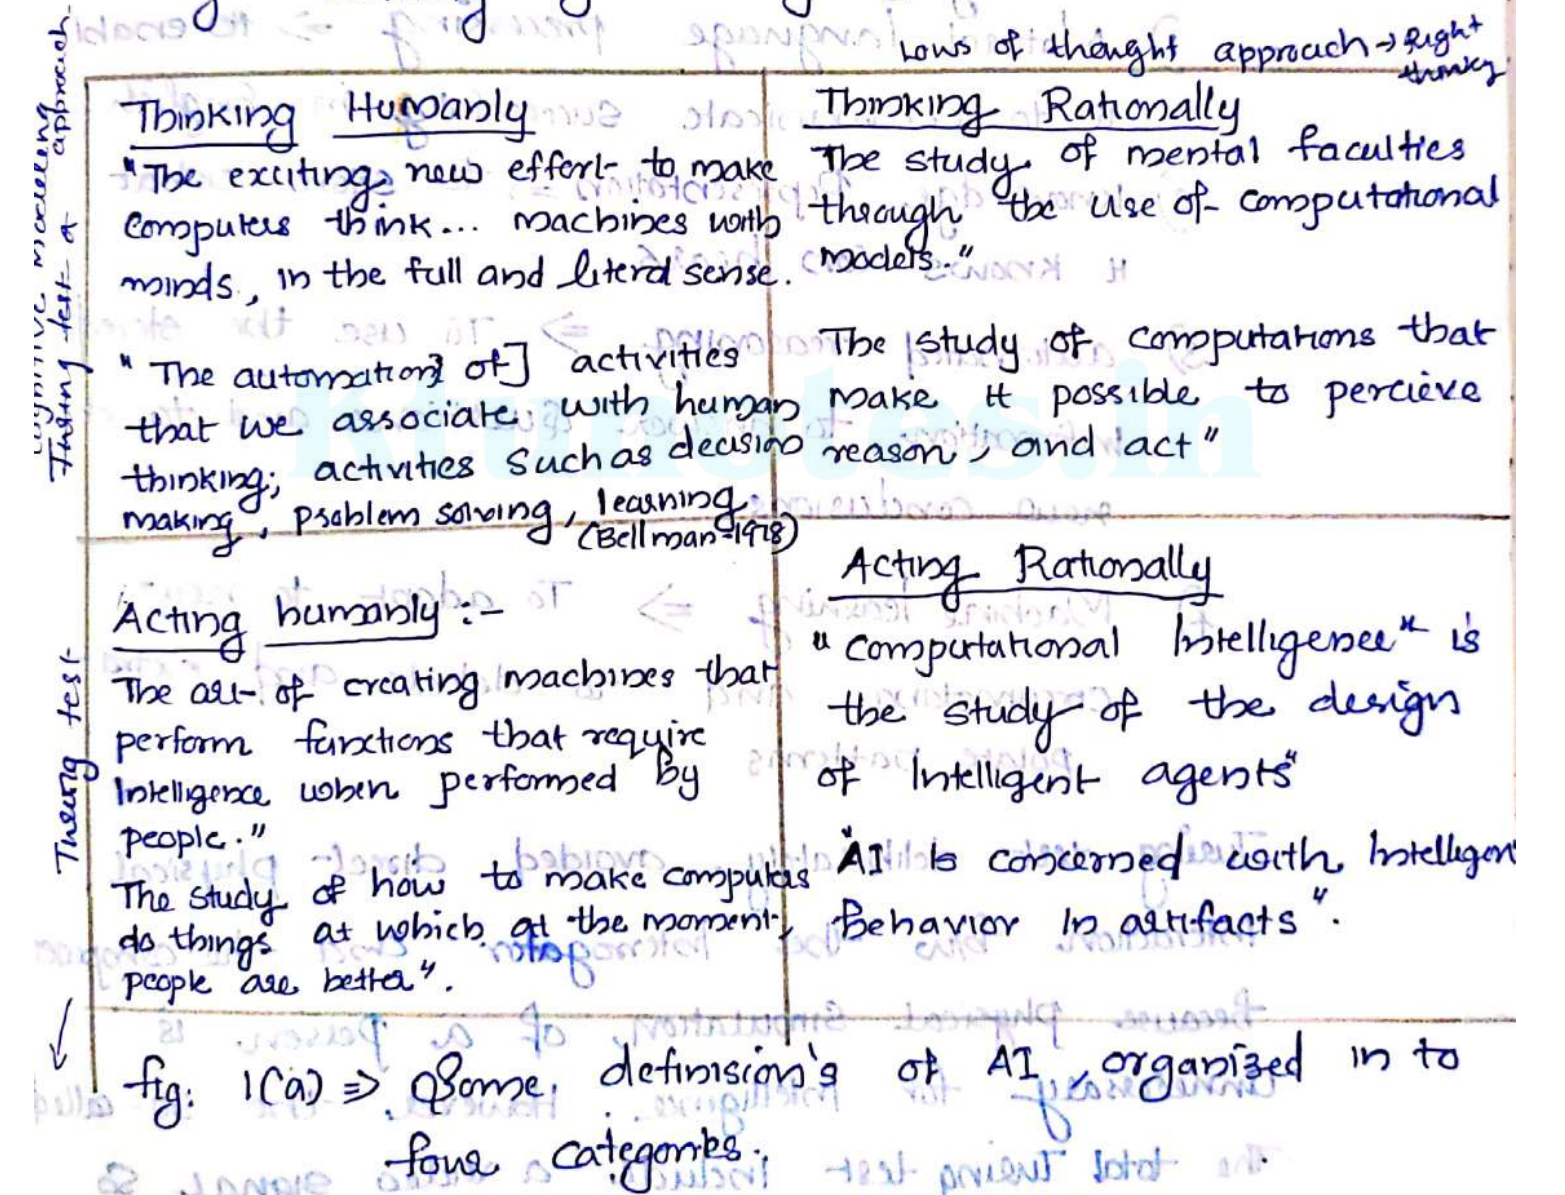 Laws of thought approach → Right
thinking
Thinking Humanly
"The exciting new effort to make
computers think... machines with
minds, in the full and literal sense.
"The automation} of] activities
that we associate with human
thinking; activities such as decision
making, problem solving, learning.
(Bellman-1978)
Thinking Rationally
The study of mental faculties
through the use of computational
models."
The study of computations that
make it possible to percieve
reason, and act"
Acting humanly :-
The art of creating machines that
perform functions that require
Intelligence when performed by
people."
The study of how to make computers
do things at which at the moment,
people are better".
Acting Rationally
"Computational Intelligence" is
the study of the design
of Intelligent agents"
"AI is concerned with Intelligen
Behavior in artifacts".
cognitive modeling
approach
test
test
fig: 1(a) ⇒ Some definision's of AI, organized in to
four categories.
Ktunotes.in